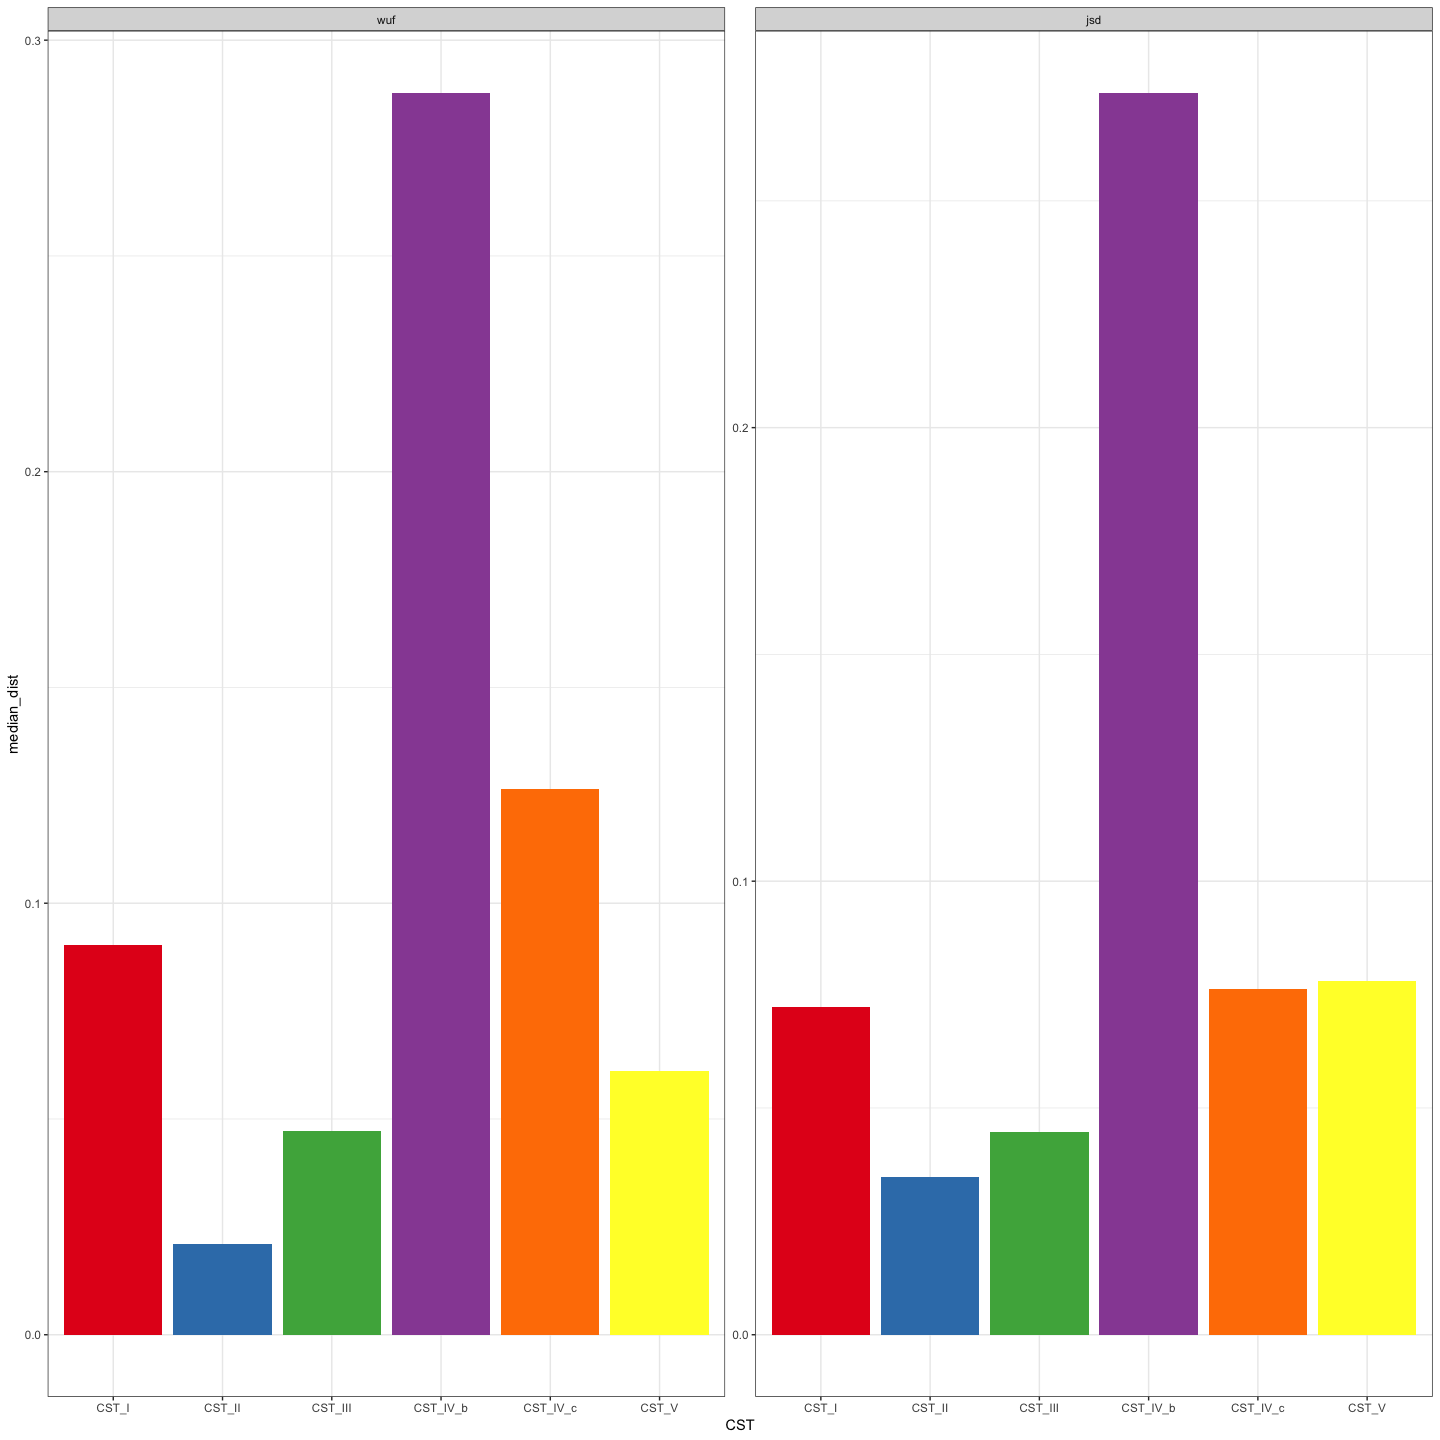 wuf
jsd
median_dist
0.3
0.2
0.1
0.0
0.2
0.1
0.0
CST_I CST_II CST_III CST_IV_b CST_IV_c CST_V
CST_I CST_II CST_III CST_IV_b CST_IV_c CST_V
CST